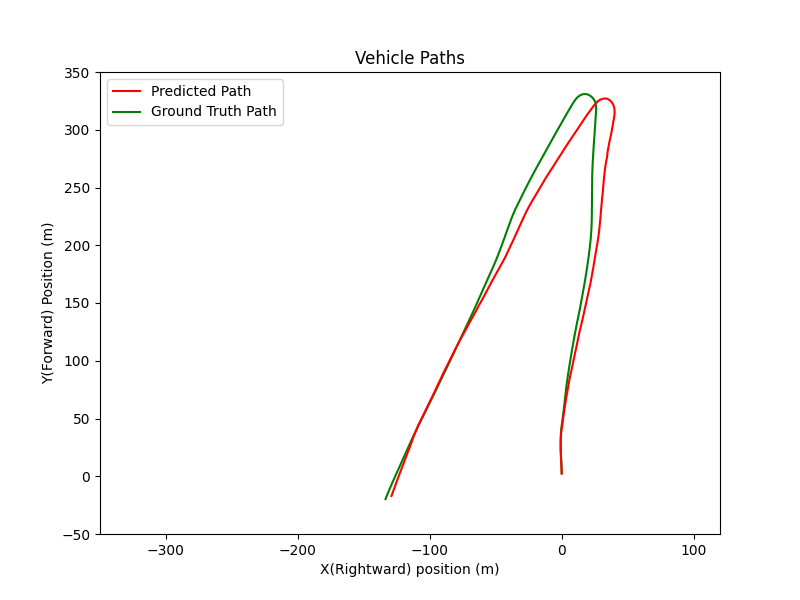 Vehicle Paths
Predicted Path
Ground Truth Path
350
300
250
200
150
100
50
0
−50
Y(Forward) Position (m)
−300
−200
−100
0
100
X(Rightward) position (m)